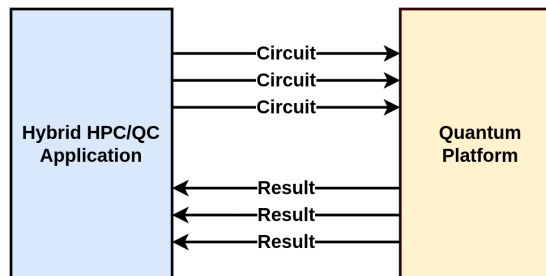 Circuit
Circuit
Circuit
Hybrid HPC/QC
Application
Quantum
Platform
Result
Result
Result